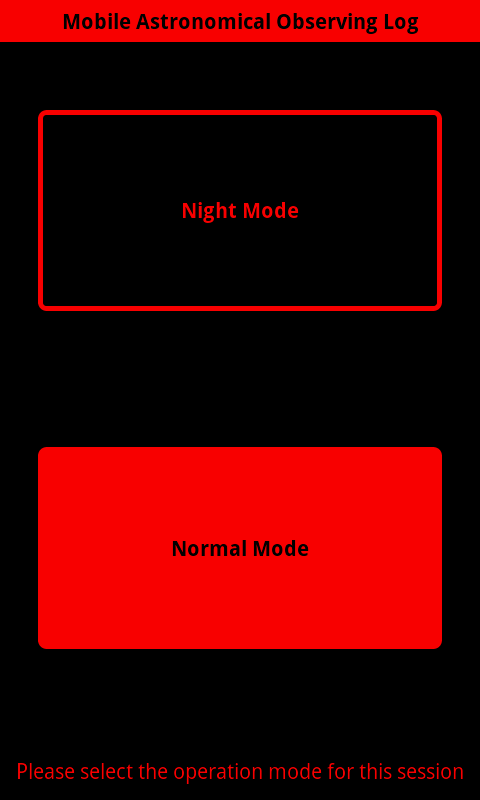 Mobile Astronomical Observing Log
Night Mode
Normal Mode
Please select the operation mode for this session